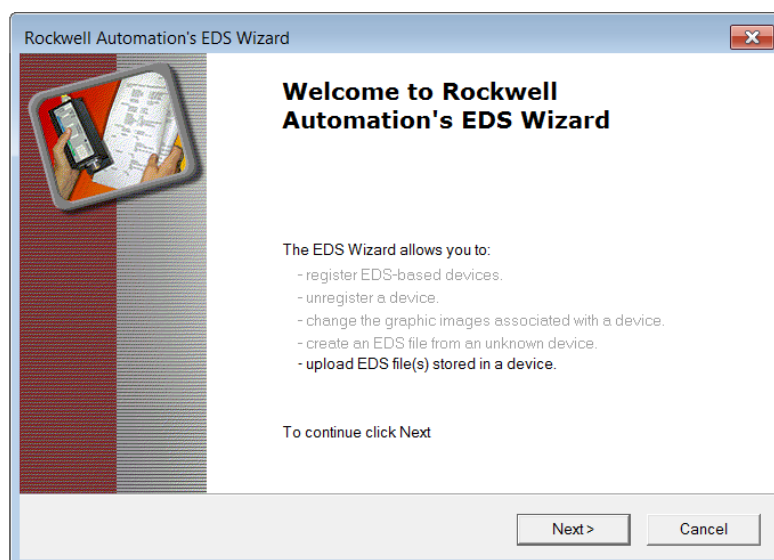 Rockwell Automation's EDS Wizard
Welcome to Rockwell
Automation's EDS Wizard
The EDS Wizard allows you to:
- register EDS-based devices.
- unregister a device.
- change the graphic images associated with a device.
- create an EDS file from an unknown device.
- upload EDS file(s) stored in a device.
To continue click Next
Next >
Cancel